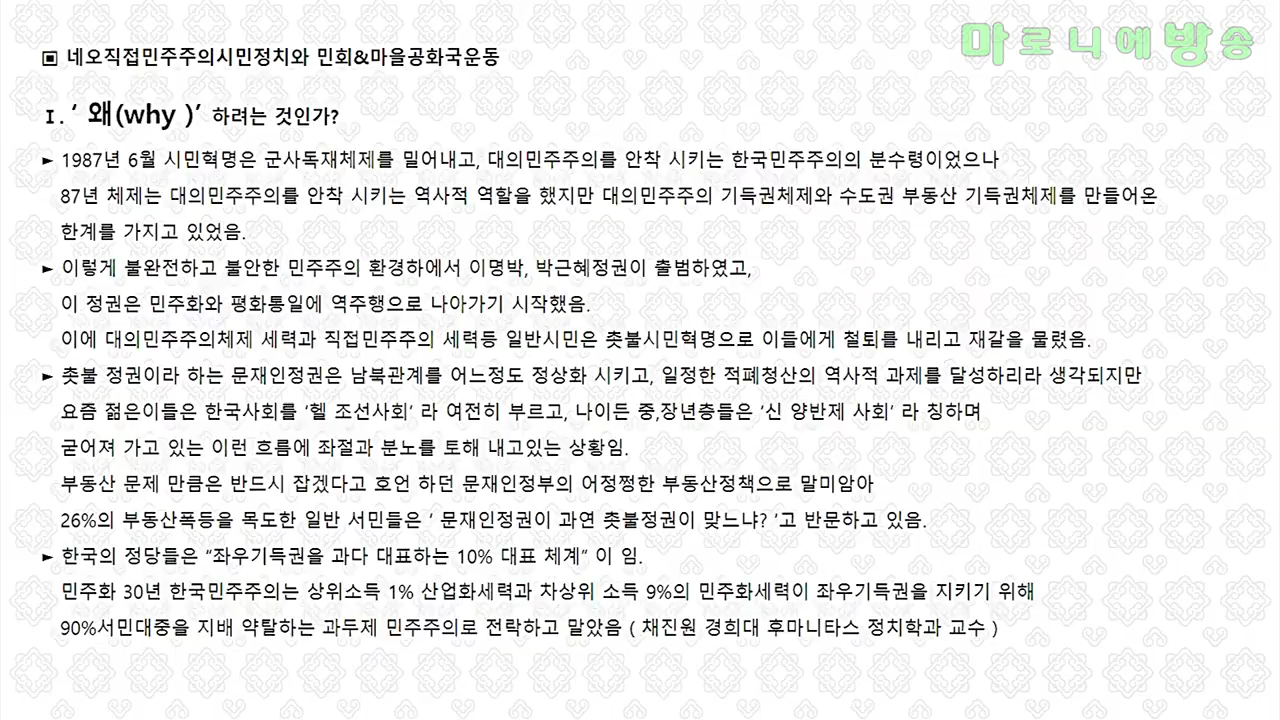 마로니에방송
▣ 네오직접민주주의시민정치와 민회&마을공화국운동
Ⅰ. ‘ 왜(why )’ 하려는 것인가?
► 1987년 6월 시민혁명은 군사독재체제를 밀어내고, 대의민주주의를 안착 시키는 한국민주주의의 분수령이었으나
87년 체제는 대의민주주의를 안착 시키는 역사적 역할을 했지만 대의민주주의 기득권체제와 수도권 부동산 기득권체제를 만들어온
한계를 가지고 있었음.
► 이렇게 불완전하고 불안한 민주주의 환경하에서 이명박, 박근혜정권이 출범하였고,
이 정권은 민주화와 평화통일에 역주행으로 나아가기 시작했음.
이에 대의민주주의체제 세력과 직접민주주의 세력등 일반시민은 촛불시민혁명으로 이들에게 철퇴를 내리고 재갈을 물렸음.
► 촛불 정권이라 하는 문재인정권은 남북관계를 어느정도 정상화 시키고, 일정한 적폐청산의 역사적 과제를 달성하리라 생각되지만
요즘 젊은이들은 한국사회를 ‘헬 조선사회’ 라 여전히 부르고, 나이든 중,장년층들은 ‘신 양반제 사회’ 라 칭하며
굳어져 가고 있는 이런 흐름에 좌절과 분노를 토해 내고있는 상황임.
부동산 문제 만큼은 반드시 잡겠다고 호언 하던 문재인정부의 어정쩡한 부동산정책으로 말미암아
26%의 부동산폭등을 목도한 일반 서민들은 ‘ 문재인정권이 과연 촛불정권이 맞느냐? ‘고 반문하고 있음.
► 한국의 정당들은 “좌우기득권을 과다 대표하는 10% 대표 체계” 이 임.
민주화 30년 한국민주주의는 상위소득 1% 산업화세력과 차상위 소득 9%의 민주화세력이 좌우기득권을 지키기 위해
90%서민대중을 지배 약탈하는 과두제 민주주의로 전락하고 말았음 ( 채진원 경희대 후마니타스 정치학과 교수 )